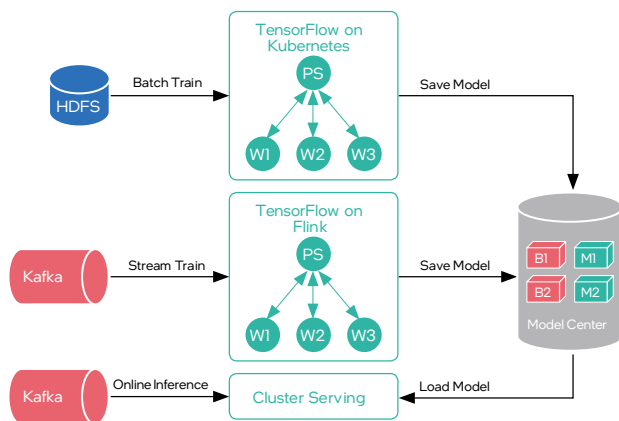 TensorFlow on
Kubernetes
PS
W1 W2 W3
HDFS
Batch Train
Save Model
TensorFlow on
Flink
PS
W1 W2 W3
Kafka
Stream Train
Save Model
B1 M1
B2 M2
Model Center
Kafka
Online Inference
Cluster Serving
Load Model